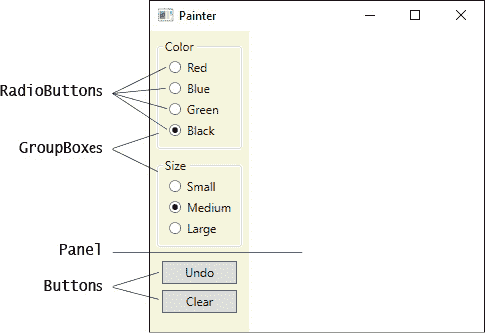 Painter
Color
Red
RadioButtons
Blue
Green
Black
GroupBoxes
Size
Small
Medium
Large
Panel
Undo
Buttons
Clear